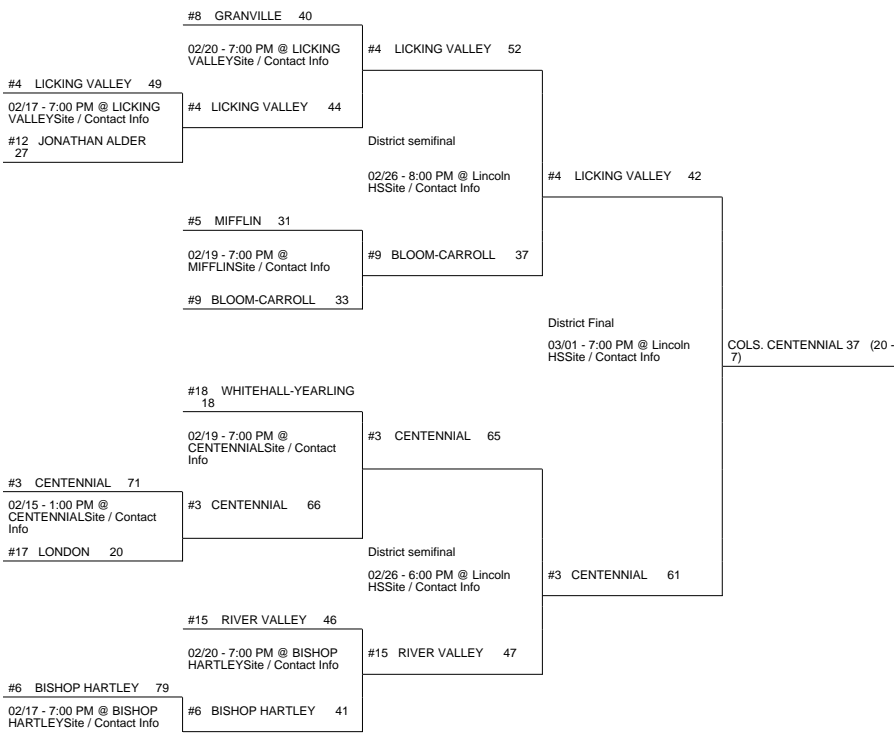 #8 GRANVILLE 40
02/20 - 7:00 PM @ LICKING
VALLEYSite / Contact Info
#4 LICKING VALLEY 52
#4 LICKING VALLEY 49
02/17 - 7:00 PM @ LICKING
VALLEYSite / Contact Info
#4 LICKING VALLEY 44
#12 JONATHAN ALDER
27
District semifinal
02/26 - 8:00 PM @ Lincoln
HSSite / Contact Info
#4 LICKING VALLEY 42
#5 MIFFLIN 31
02/19 - 7:00 PM @
MIFFLINSite / Contact Info
#9 BLOOM-CARROLL 37
#9 BLOOM-CARROLL 33
District Final
03/01 - 7:00 PM @ Lincoln
HSSite / Contact Info
COLS. CENTENNIAL 37 (20 -
7)
#18 WHITEHALL-YEARLING
18
02/19 - 7:00 PM @
CENTENNIALSite / Contact
Info
#3 CENTENNIAL 65
#3 CENTENNIAL 71
02/15 - 1:00 PM @
CENTENNIALSite / Contact
Info
#3 CENTENNIAL 66
#17 LONDON 20
District semifinal
02/26 - 6:00 PM @ Lincoln
HSSite / Contact Info
#3 CENTENNIAL 61
#15 RIVER VALLEY 46
02/20 - 7:00 PM @ BISHOP
HARTLEYSite / Contact Info
#15 RIVER VALLEY 47
#6 BISHOP HARTLEY 79
02/17 - 7:00 PM @ BISHOP
HARTLEYSite / Contact Info
#6 BISHOP HARTLEY 41